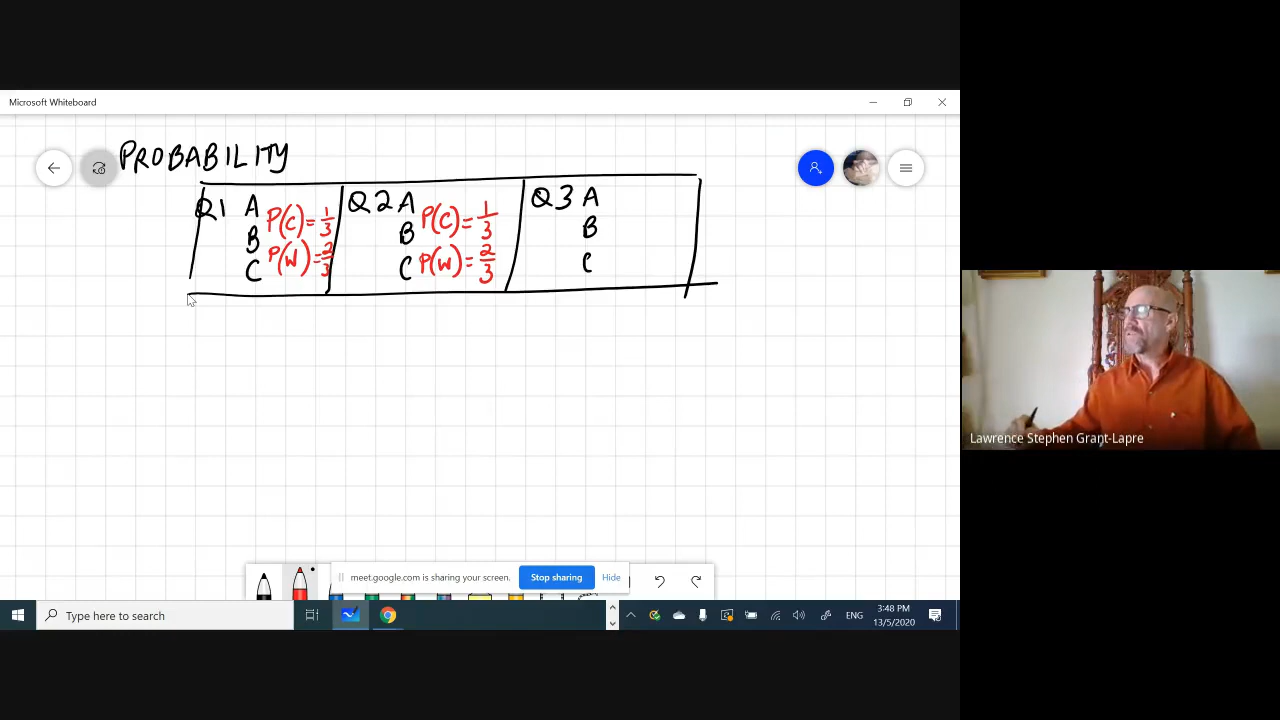 Microsoft Whiteboard
PROBABILITY
Q1 A P(C) = 1/3
B
P(W) = 2/3
C
Q2 A P(C) = 1/3
B
C P(W) = 2/3
Q3 A
B
C
Lawrence Stephen Grant-Lapre
meet.google.com is sharing your screen. Stop sharing Hide
Type here to search
ENG
3:48 PM
13/5/2020